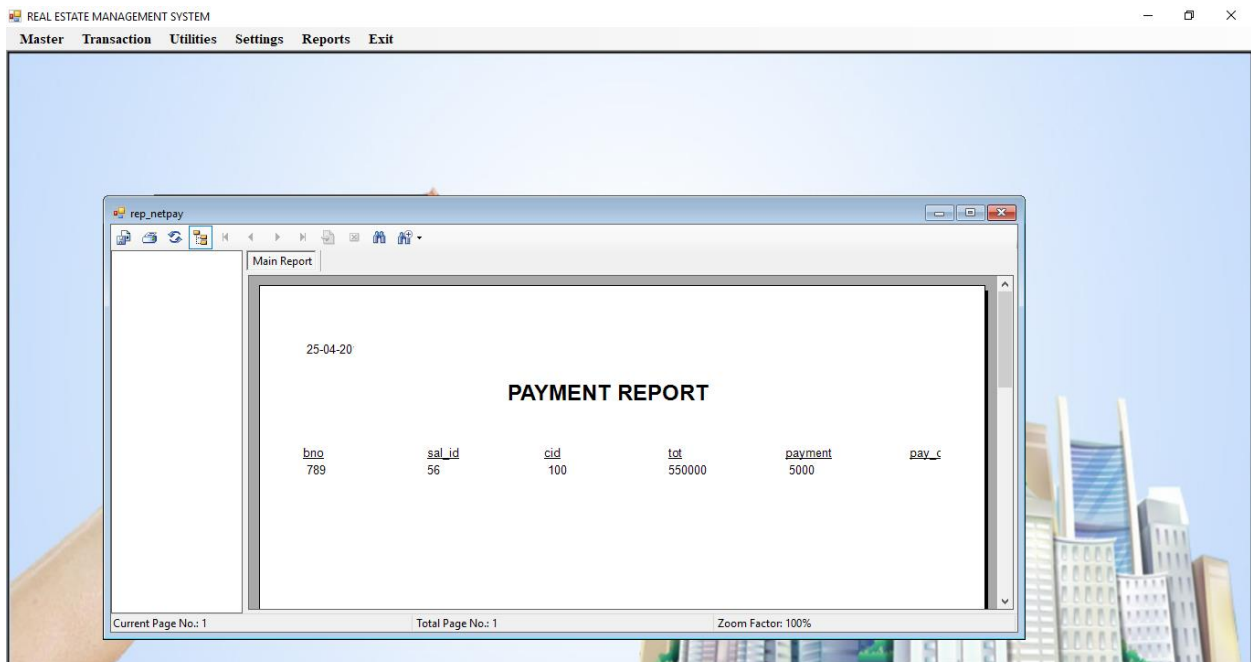 REAL ESTATE MANAGEMENT SYSTEM
Master Transaction Utilities Settings Reports Exit
rep_netpay
Main Report
25-04-20
PAYMENT REPORT
bno sal_id cid tot payment pay_c
789 56 100 550000 5000
Current Page No.: 1 Total Page No.: 1 Zoom Factor: 100%